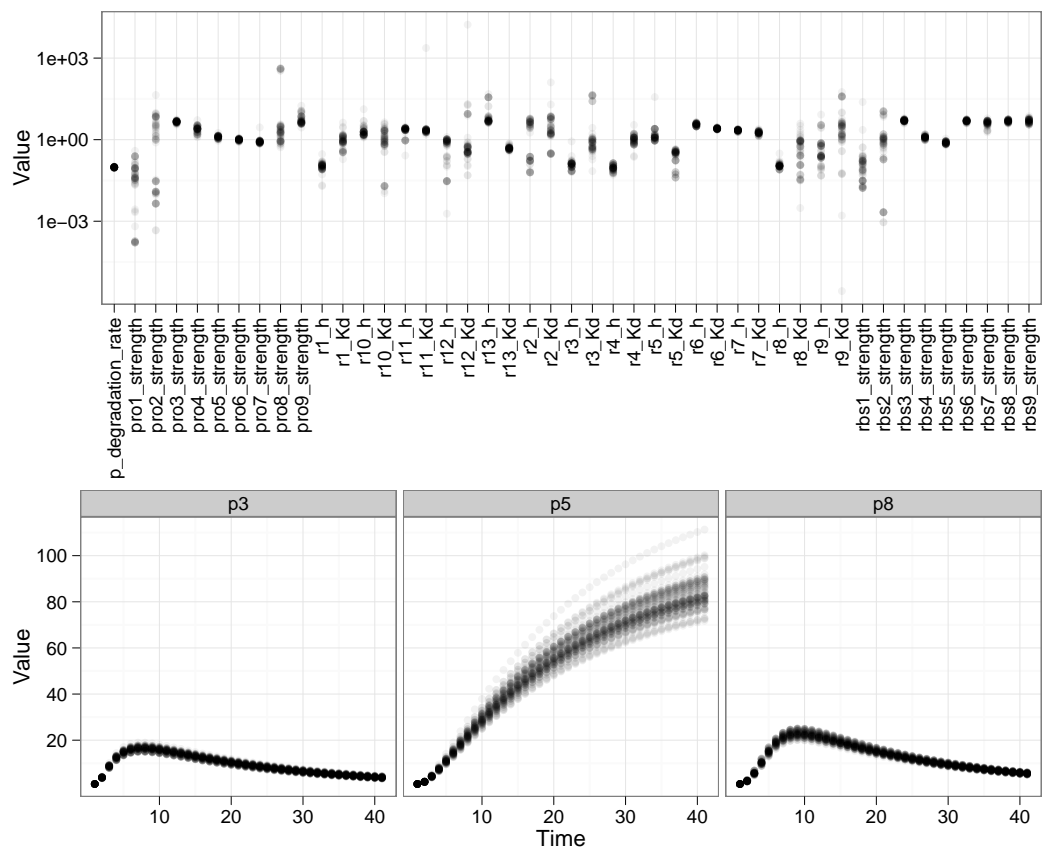 1e+03
1e+00
1e−03
Value
p_degradation_rate
pro1_strength
pro2_strength
pro3_strength
pro4_strength
pro5_strength
pro6_strength
pro7_strength
pro8_strength
pro9_strength
r1_h
r1_Kd
r10_h
r10_Kd
r11_h
r11_Kd
r12_h
r12_Kd
r13_h
r13_Kd
r2_h
r2_Kd
r3_h
r3_Kd
r4_h
r4_Kd
r5_h
r5_Kd
r6_h
r6_Kd
r7_h
r7_Kd
r8_h
r8_Kd
r9_h
r9_Kd
rbs1_strength
rbs2_strength
rbs3_strength
rbs4_strength
rbs5_strength
rbs6_strength
rbs7_strength
rbs8_strength
rbs9_strength
p3 p5 p8
100
80
60
40
20
Value
10 20 30 40 10 20 30 40 10 20 30 40
Time